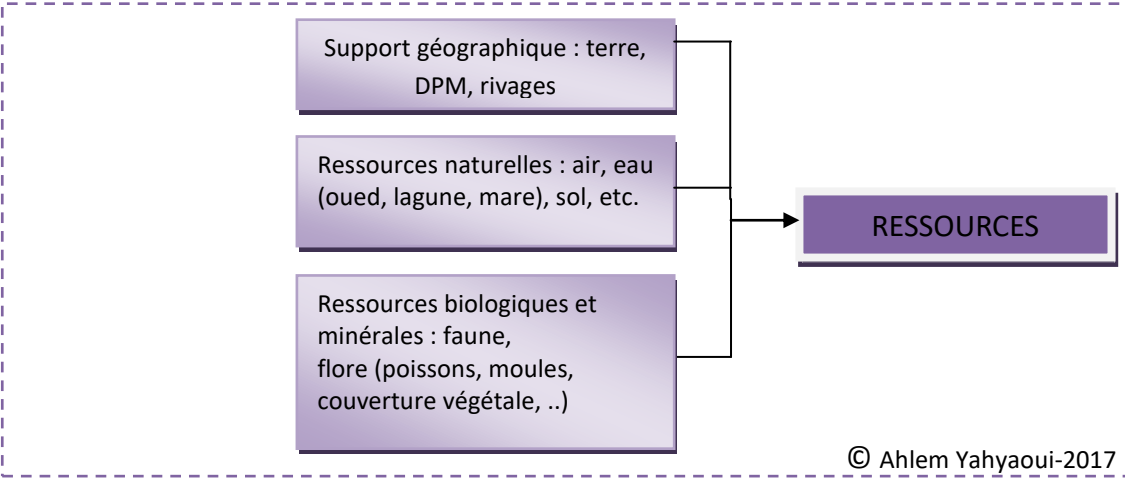 Support géographique : terre,
DPM, rivages
Ressources naturelles : air, eau
(oued, lagune, mare), sol, etc.
RESSOURCES
Ressources biologiques et
minérales : faune,
flore (poissons, moules,
couverture végétale, ..)
© Ahlem Yahyaoui-2017